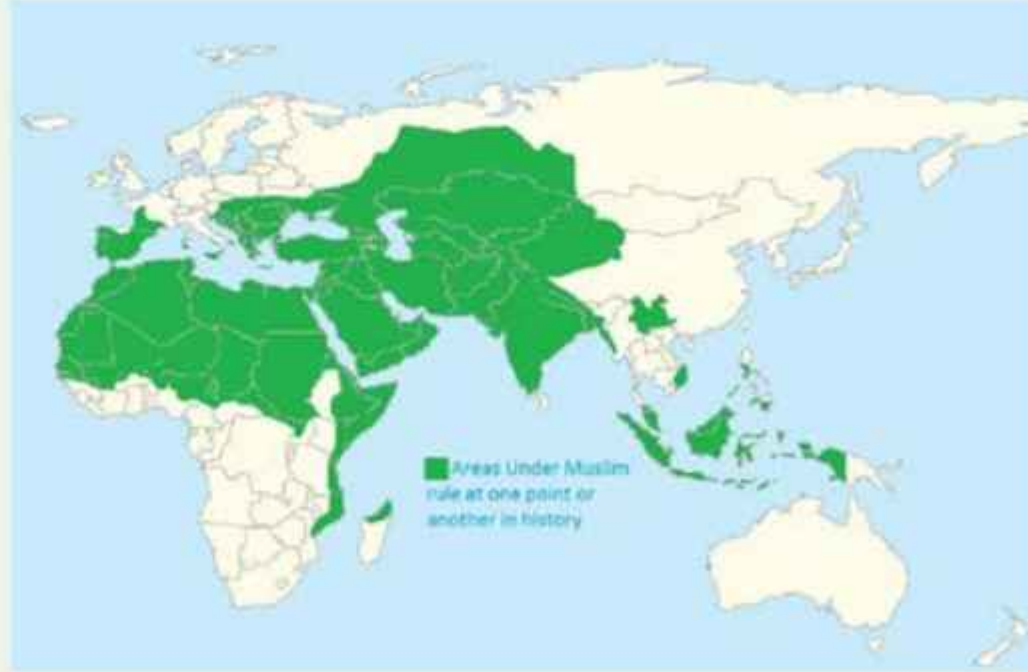 Areas Under Muslim
rule at one point or
another in history